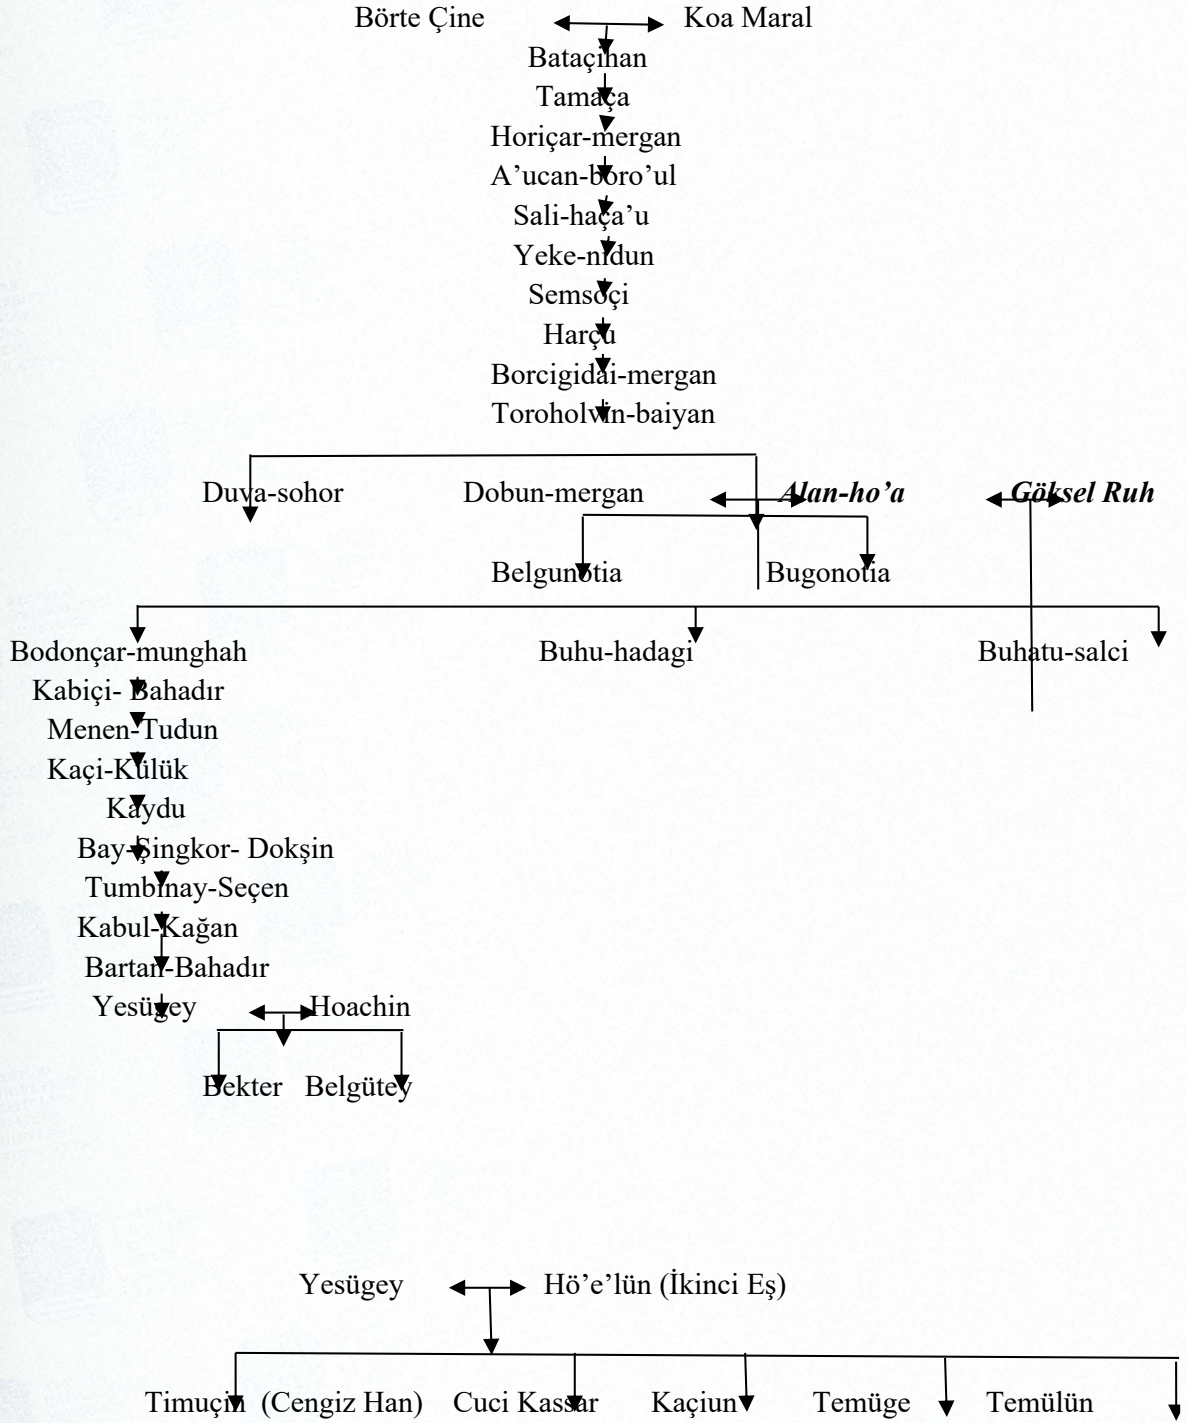 Börte Çine Koa Maral
Bataçihan
Tamaça
Horiçar-mergan
A’ucan-boro’ul
Sali-haça’u
Yeke-nidun
Semsoçi
Harçu
Borcigidai-mergan
Toroholvin-baiyan
Duva-sohor Dobun-mergan Alan-ho’a Göksel Ruh
Belgunotia Bugonotia
Bodonçar-munghah Buhu-hadagi Buhatu-salci
Kabiçi- Bahadır
Menen-Tudun
Kaçi-Külük
Kaydu
Bay-Şingkor- Dokşin
Tumbinay-Seçen
Kabul-Kağan
Bartan-Bahadır
Yesügey Hoachin
Bekter Belgütey
Yesügey Hö’e’lün (İkinci Eş)
Timuçin (Cengiz Han) Cuci Kassar Kaçiun Temüge Temülün